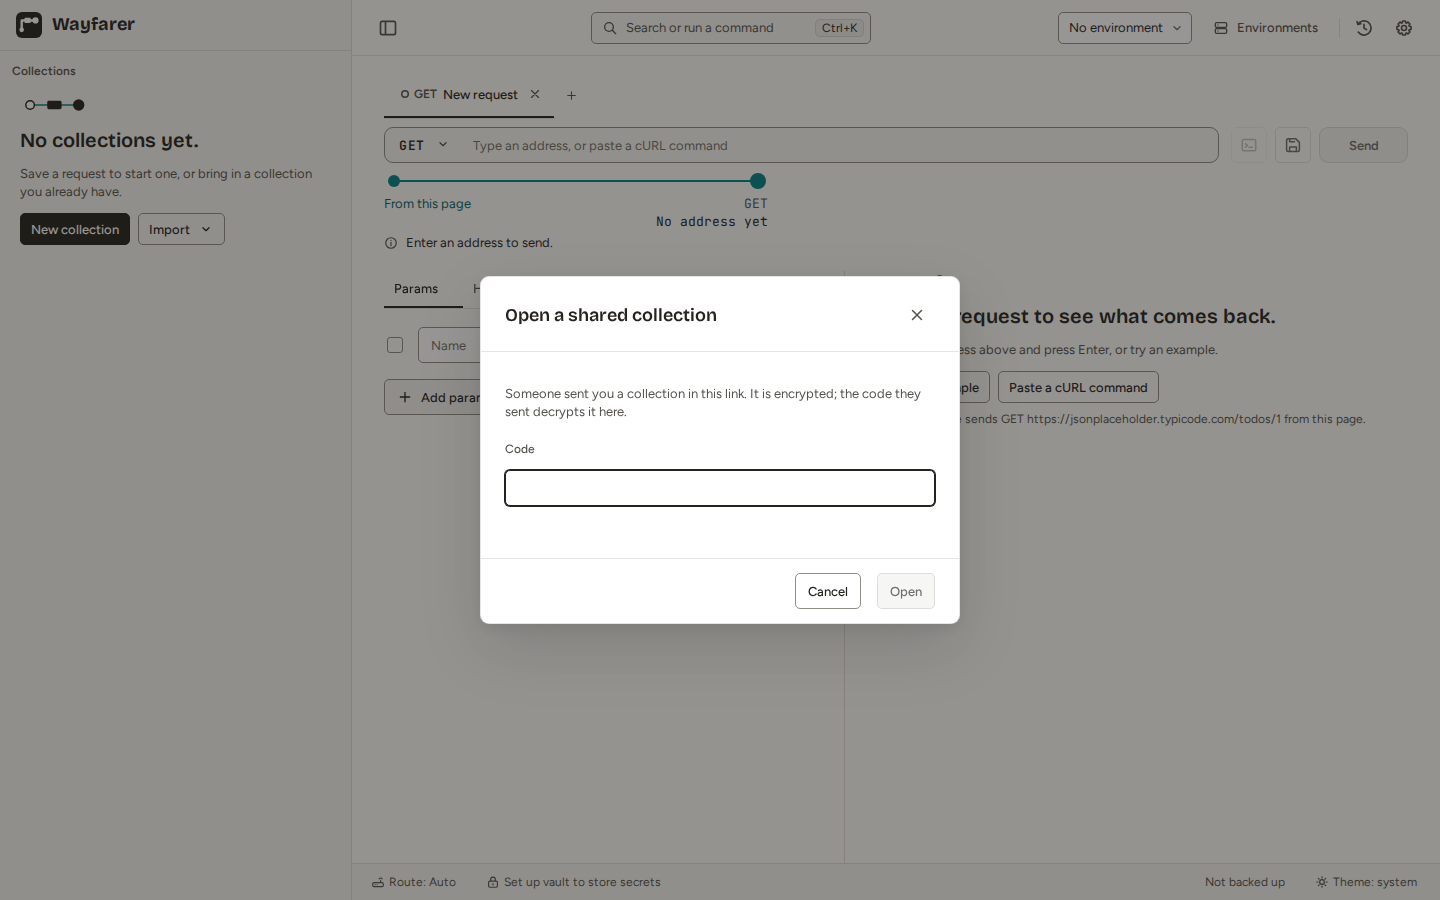 Wayfarer
Search or run a command
Ctrl+K
No environment
Environments
Collections
No collections yet.
Save a request to start one, or bring in a collection
you already have.
New collection
Import
GET New request
GET
Type an address, or paste a cURL command
Send
From this page
GET
No address yet
Enter an address to send.
Params
Name
Open a shared collection
Someone sent you a collection in this link. It is encrypted; the code they
sent decrypts it here.
Code
Cancel
Open
request to see what comes back.
above and press Enter, or try an example.
Paste a cURL command
sends GET https://jsonplaceholder.typicode.com/todos/1 from this page.
Add
Route: Auto
Set up vault to store secrets
Not backed up
Theme: system